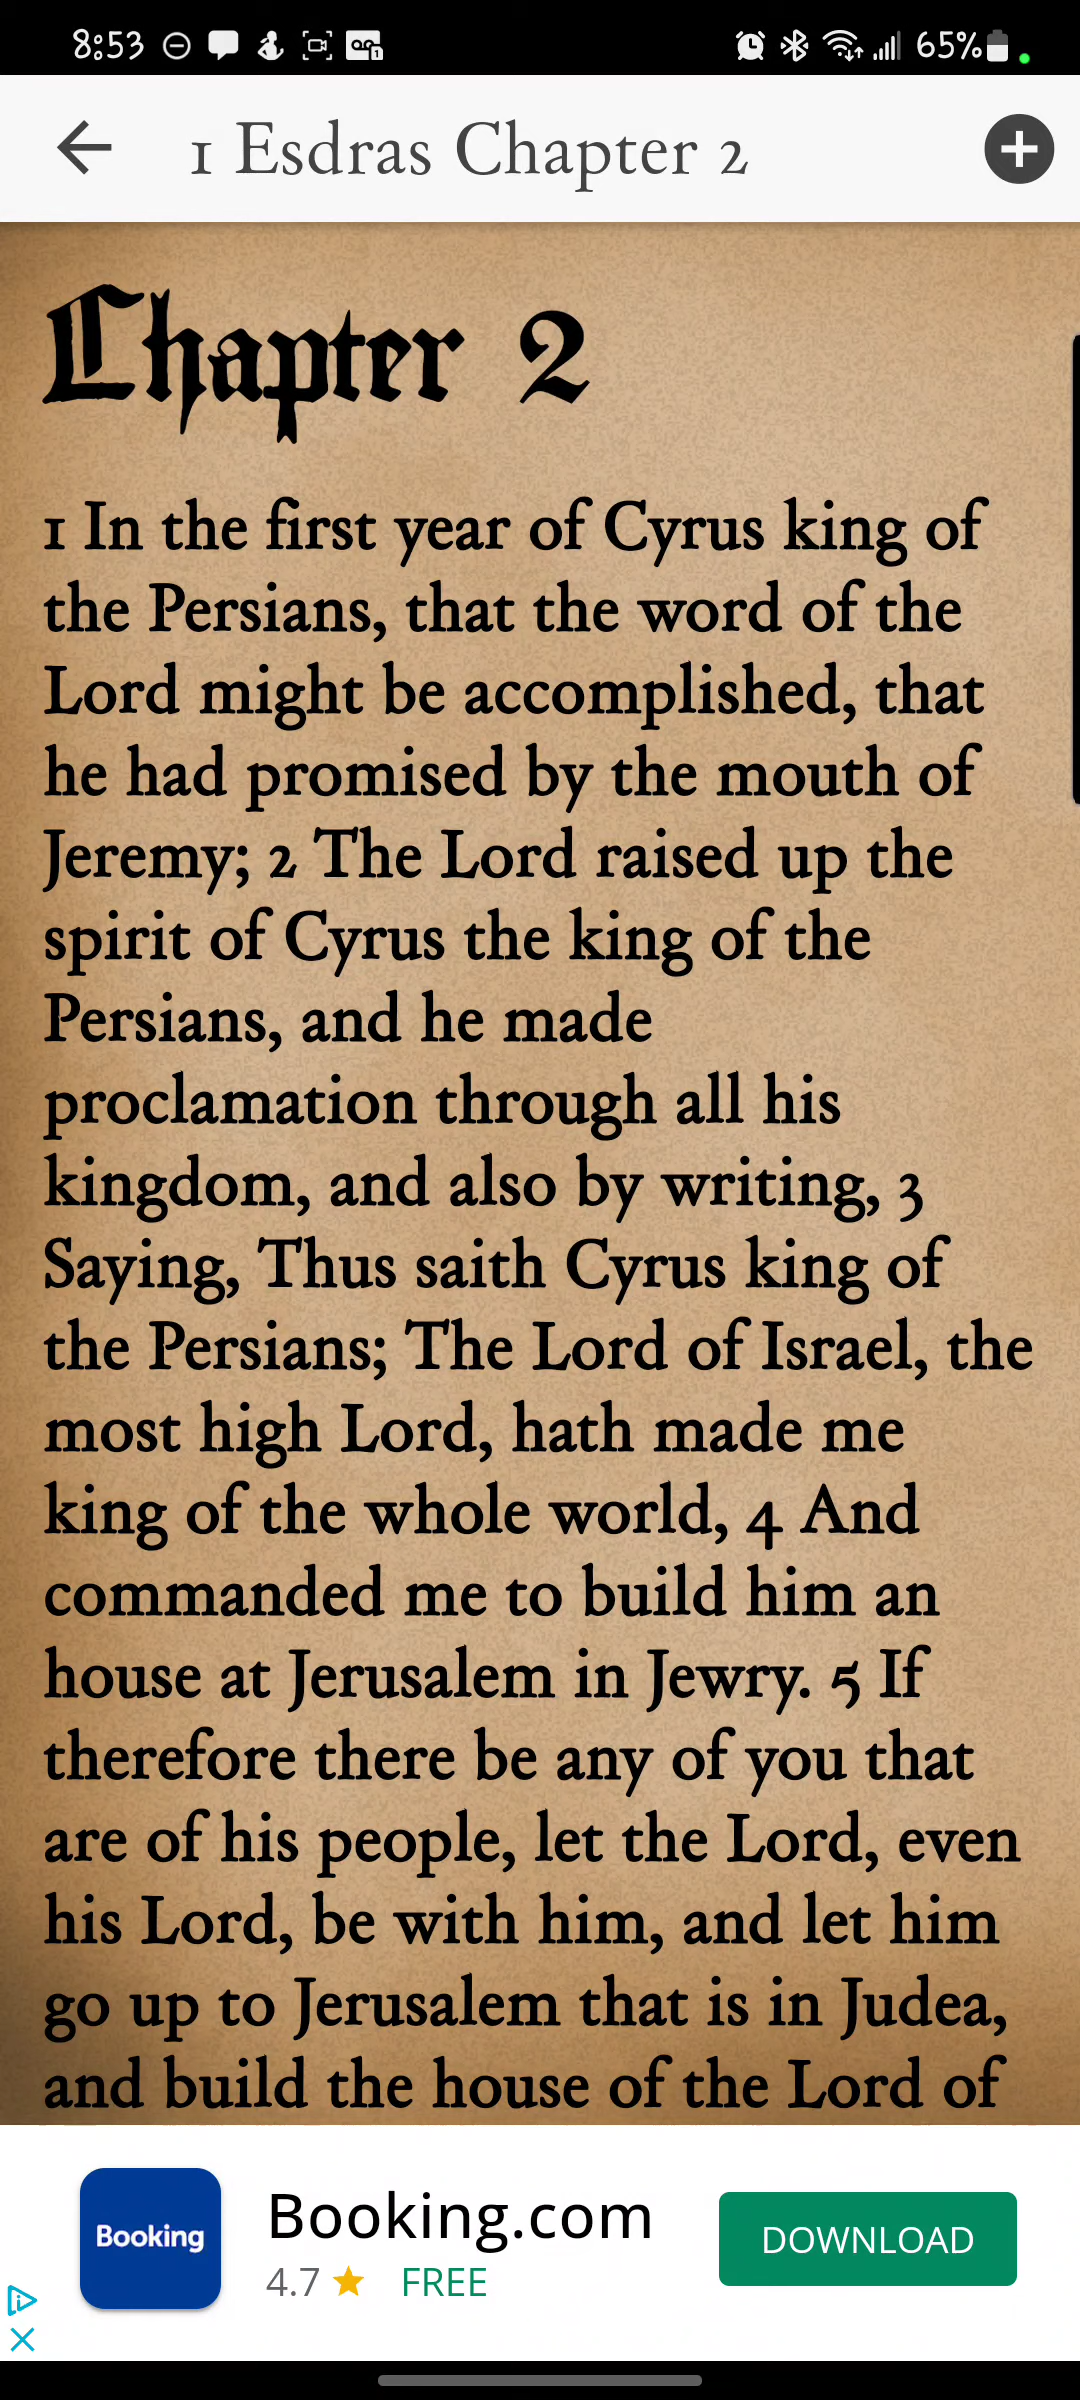 8:53
65%
1 Esdras Chapter 2
Chapter 2
1 In the first year of Cyrus king of
the Persians, that the word of the
Lord might be accomplished, that
he had promised by the mouth of
Jeremy; 2 The Lord raised up the
spirit of Cyrus the king of the
Persians, and he made
proclamation through all his
kingdom, and also by writing, 3
Saying, Thus saith Cyrus king of
the Persians; The Lord of Israel, the
most high Lord, hath made me
king of the whole world, 4 And
commanded me to build him an
house at Jerusalem in Jewry. 5 If
therefore there be any of you that
are of his people, let the Lord, even
his Lord, be with him, and let him
go up to Jerusalem that is in Judea,
and build the house of the Lord of
Booking
Booking.com
4.7 ★ FREE
DOWNLOAD